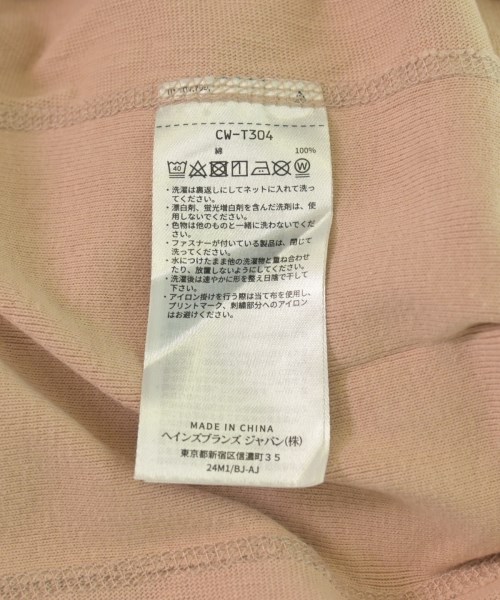 CW-T304
綿 100%
40 W
・洗濯は裏返しにしてネットに入れて洗っ
てください。
・漂白剤、蛍光増白剤を含んだ洗剤は、使
用しないでください。
・色物は他のものと一緒に洗わないでくだ
さい。
・ファスナーが付いている製品は、閉じて
洗ってください。
・水につけたまま他の洗濯物と重ね合わせ
たり、放置しないようにしてください。
・洗濯後は速やかに形を整え日陰で干して
下さい。
・アイロン掛けを行う際は当て布を使用し、
プリントマーク、刺繍部分へのアイロン
はお避けください。
MADE IN CHINA
ヘインズブランズ ジャパン(株)
東京都新宿区信濃町35
24M1/BJ-AJ